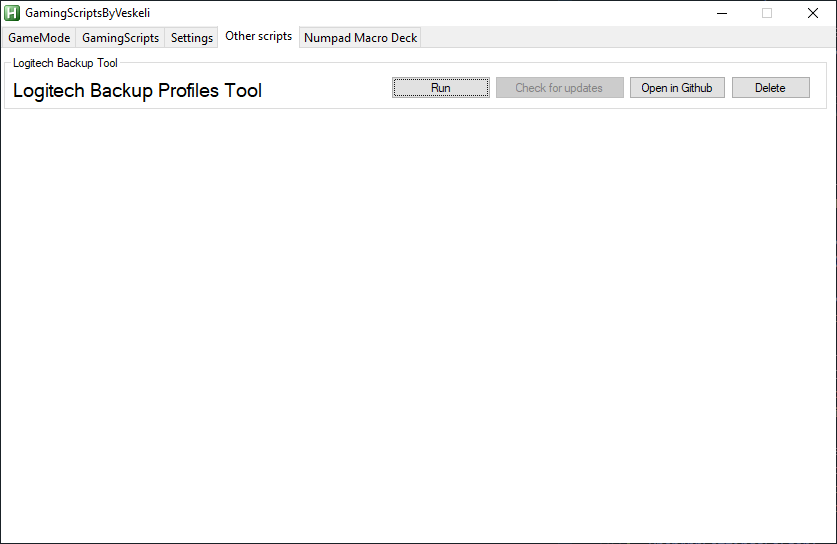 GamingScriptsByVeskeli
GameMode GamingScripts Settings Other scripts Numpad Macro Deck
Logitech Backup Tool
Logitech Backup Profiles Tool Run Check for updates Open in Github Delete